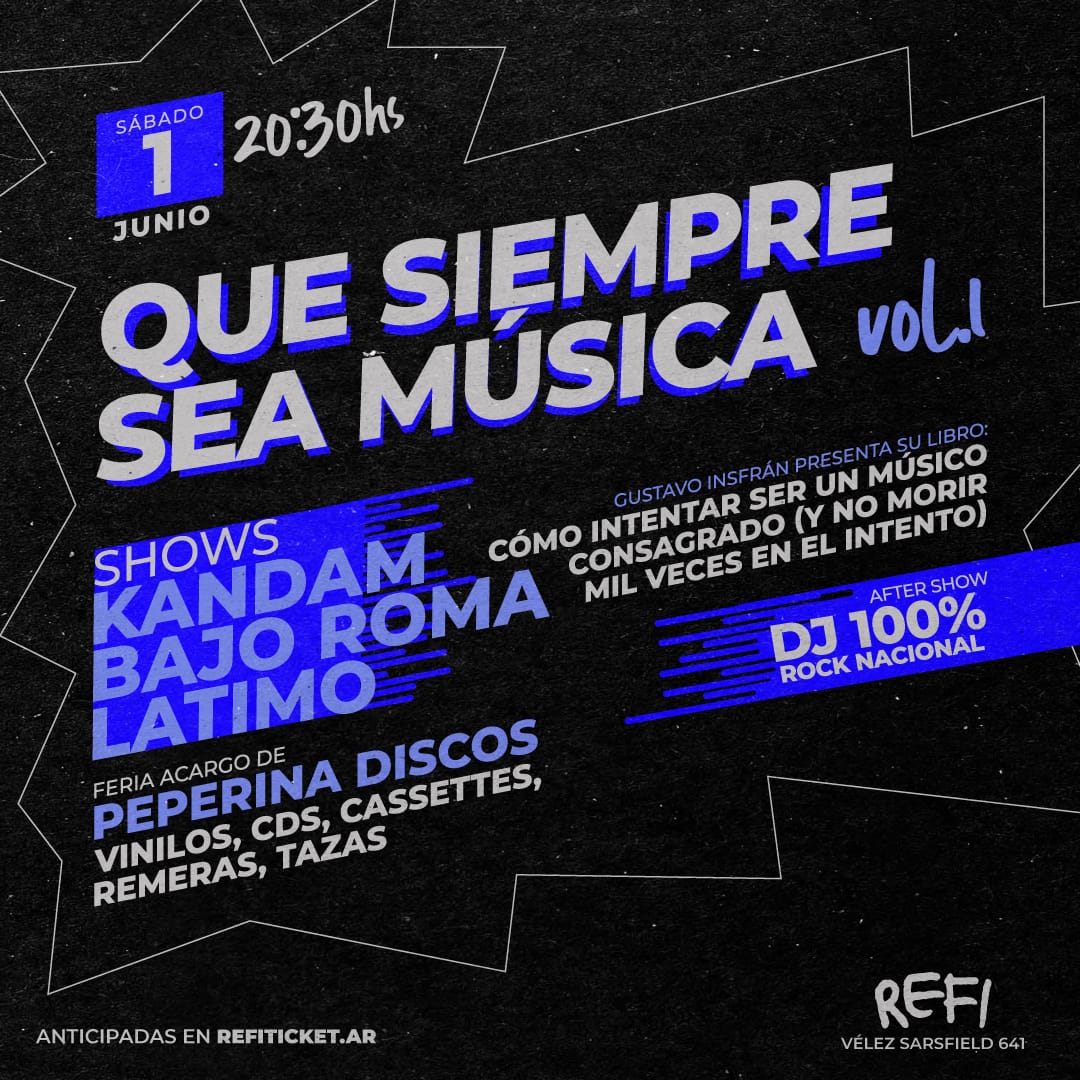 SÁBADO
1
JUNIO
20:30hs
QUE SIEMPRE
SEA MÚSICA
vol.1
GUSTAVO INSFRÁN PRESENTA SU LIBRO:
CÓMO INTENTAR SER UN MÚSICO
CONSAGRADO (Y NO MORIR
MIL VECES EN EL INTENTO)
SHOWS
KANDAM
BAJO ROMA
LATIMO
AFTER SHOW
DJ 100%
ROCK NACIONAL
FERIA ACARGO DE
PEPERINA DISCOS
VINILOS, CDS, CASSETTES,
REMERAS, TAZAS
ANTICIPADAS EN REFITICKET.AR
REFI
VÉLEZ SARSFIELD 641